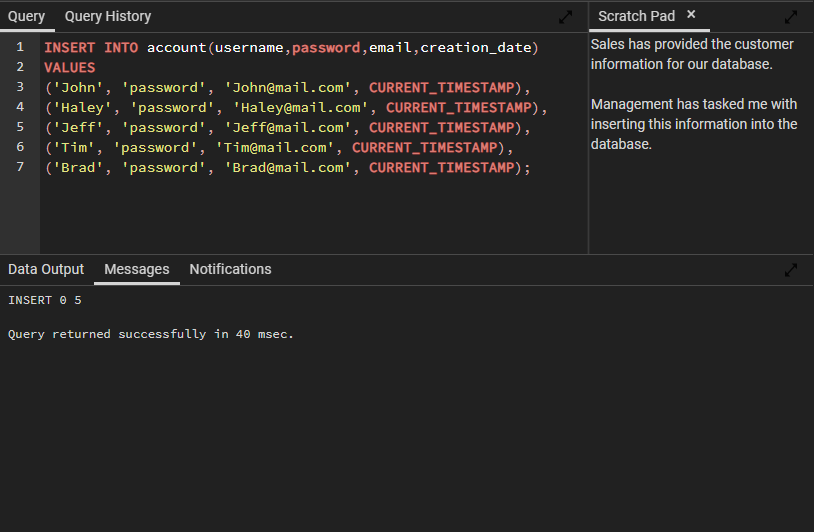 Query Query History
1 INSERT INTO account(username,password,email,creation_date)
2 VALUES
3 ('John', 'password', 'John@mail.com', CURRENT_TIMESTAMP),
4 ('Haley', 'password', 'Haley@mail.com', CURRENT_TIMESTAMP),
5 ('Jeff', 'password', 'Jeff@mail.com', CURRENT_TIMESTAMP),
6 ('Tim', 'password', 'Tim@mail.com', CURRENT_TIMESTAMP),
7 ('Brad', 'password', 'Brad@mail.com', CURRENT_TIMESTAMP);
Scratch Pad ×
Sales has provided the customer
information for our database.
Management has tasked me with
inserting this information into the
database.
Data Output Messages Notifications
INSERT 0 5
Query returned successfully in 40 msec.